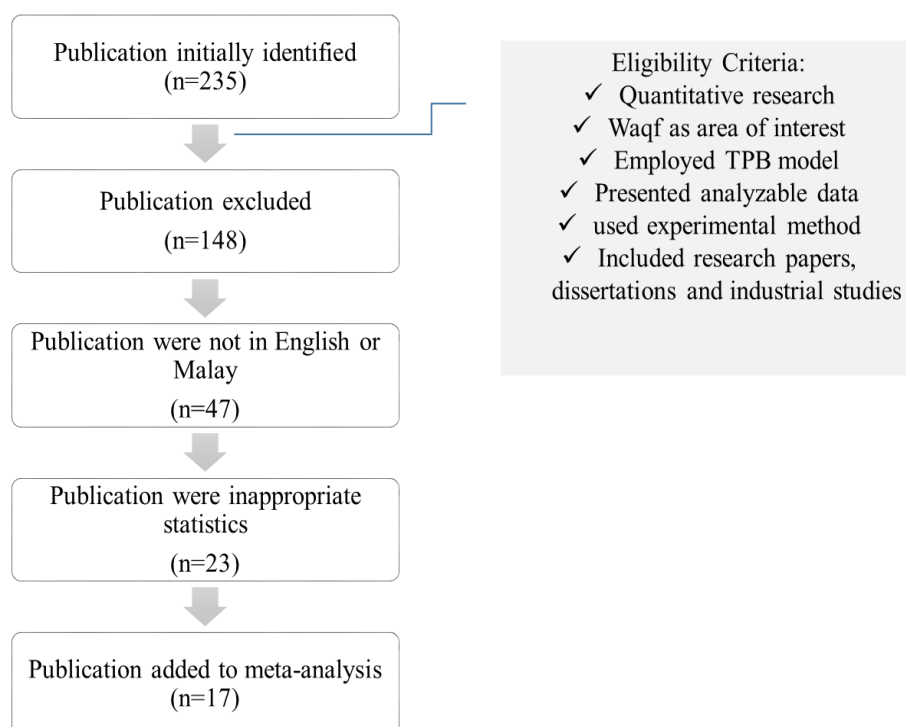 Publication initially identified
(n=235)
Publication excluded
(n=148)
Publication were not in English or
Malay
(n=47)
Publication were inappropriate
statistics
(n=23)
Publication added to meta-analysis
(n=17)
Eligibility Criteria:
✓ Quantitative research
✓ Waqf as area of interest
✓ Employed TPB model
✓ Presented analyzable data
✓ used experimental method
✓ Included research papers,
dissertations and industrial studies